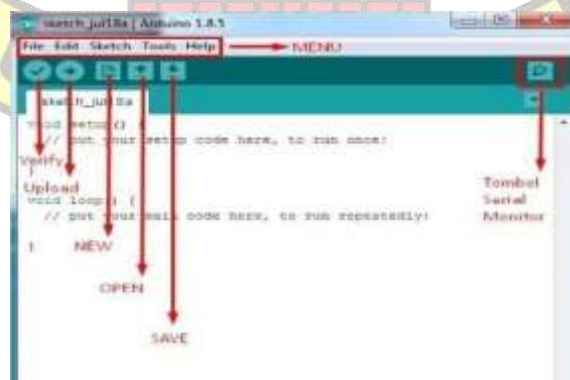 sketch_jul18a | Arduino 1.8.5
File Edit Sketch Tools Help
MENU
sketch_jul18a
void setup() {
// put your setup code here, to run once:
Verify
}
Upload
void loop() {
// put your main code here, to run repeatedly:
}
NEW
OPEN
SAVE
Tombol
Serial
Monitor